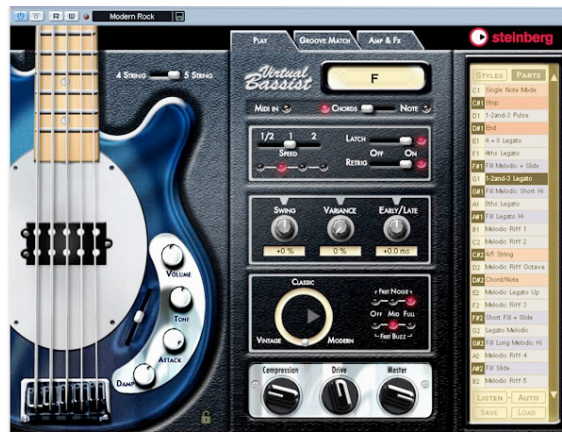 R W Modern Rock
PLAY GROOVE MATCH AMP & FX
steinberg
4 STRING 5 STRING
Virtual Bassist
F
MIDI IN CHORDS NOTE
1/2 1 2
SPEED
LATCH
OFF ON
RETRIG
SWING VARIANCE EARLY/LATE
+0 % 0 % +0.0 ms
CLASSIC
VINTAGE MODERN
FRET NOISE
OFF MID FULL
FRET BUZZ
Compression Drive Master
VOLUME
TONE
ATTACK
DAMP
STYLES PARTS
C1 Single Note Mode
C#1 Stop
D1 1-2and-3 Pulse
D#1 End
E1 4 + 8 Legato
F1 4ths Legato
F#1 Fill Melodic + Slide
G1 1-2and-3 Legato
G#1 Fill Melodic Short Hi
A1 8ths Legato
A#1 Fill Legato Hi
B1 Melodic Riff 1
C2 Melodic Riff 2
C#2 4/5 String
D2 Melodic Riff Octave
D#2 Chord/Note
E2 Melodic Legato Up
F2 Melodic Riff 3
F#2 Short Fill + Slide
G2 Legato Melodic
G#2 Fill Long Melodic Hi
A2 Melodic Riff 4
A#2 Fill Slide
B2 Melodic Riff 5
LISTEN - AUTO
SAVE LOAD